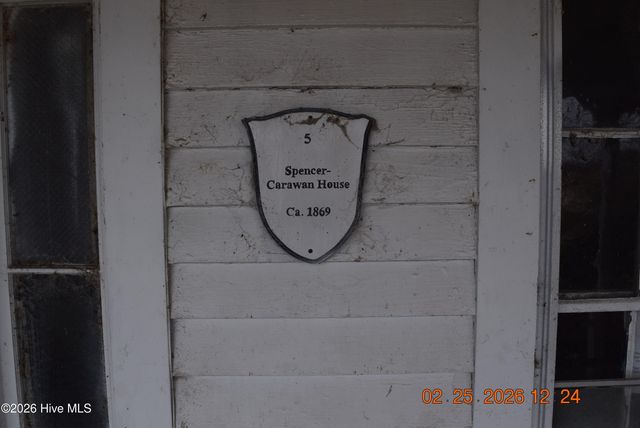 5
Spencer-
Carawan House
Ca. 1869
02.25.2026 12 24
©2026 Hive MLS